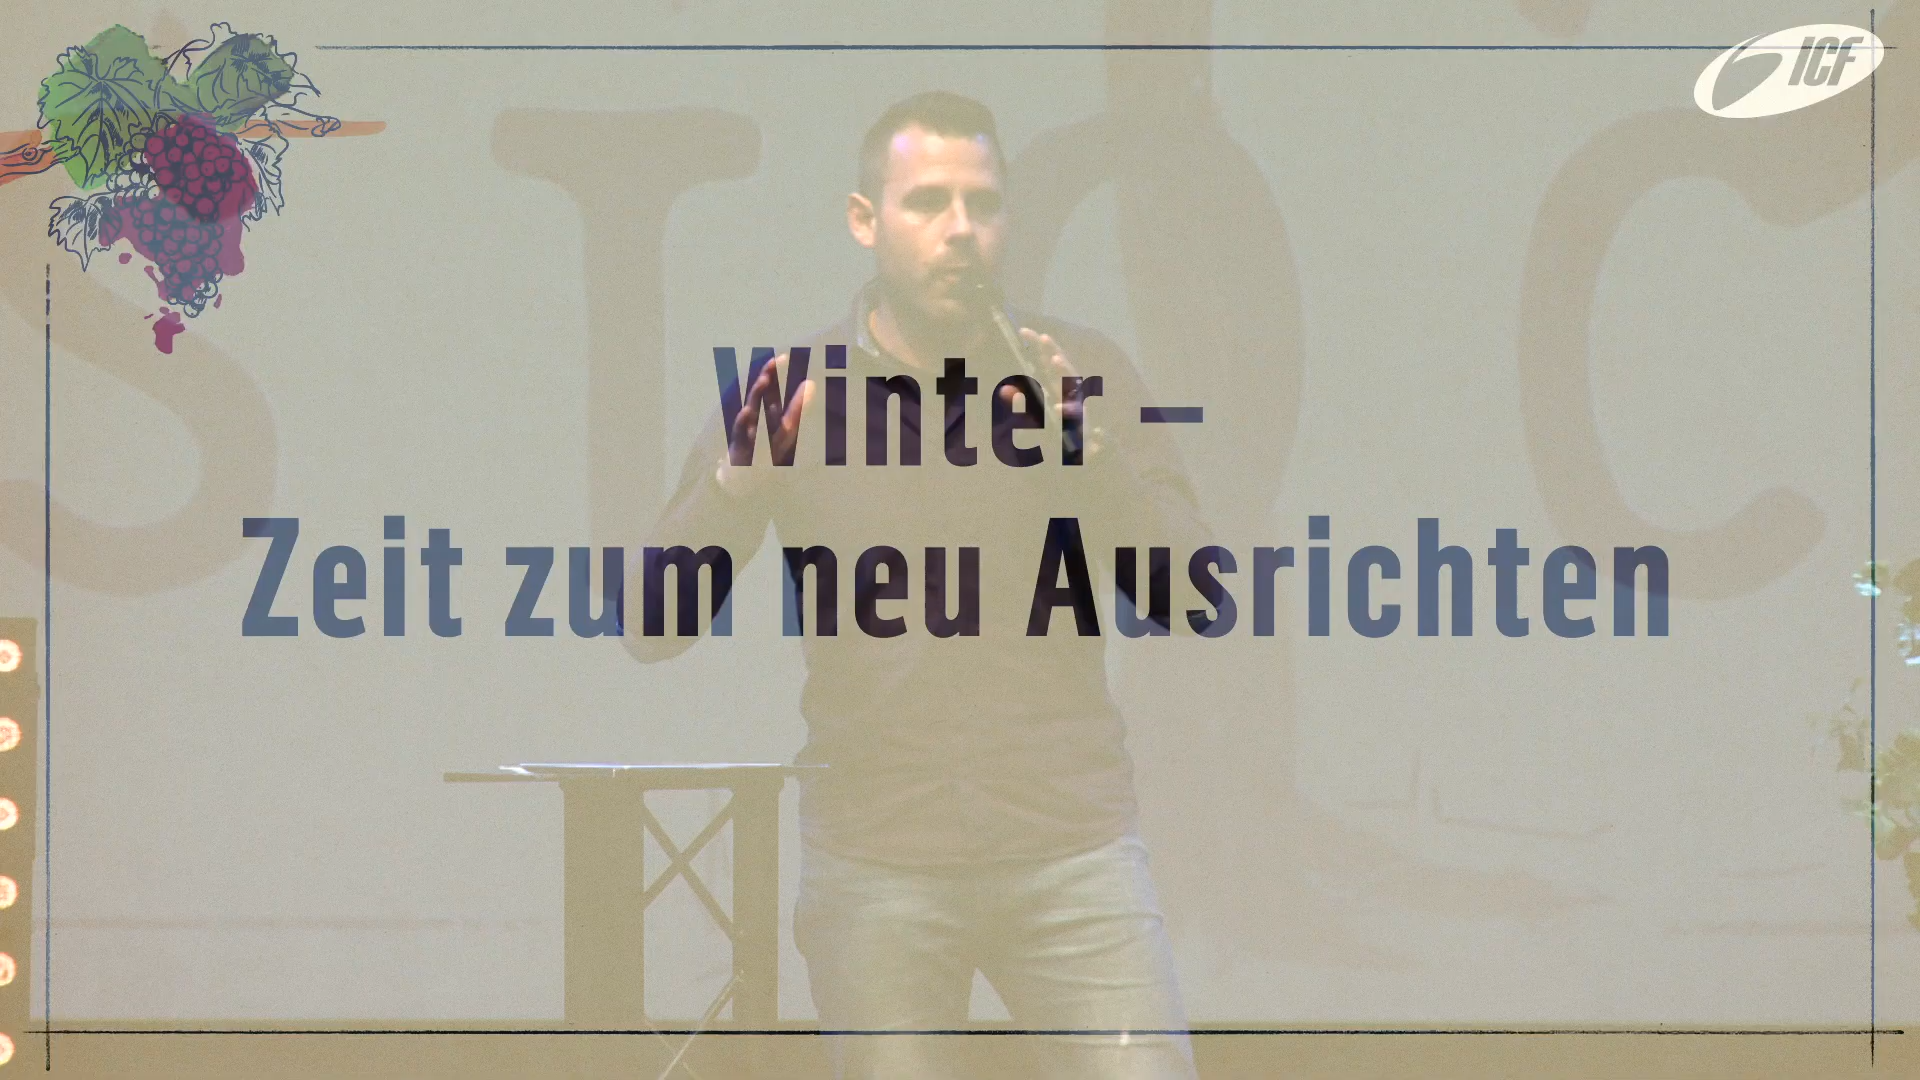 ICF
Winter –
Zeit zum neu Ausrichten